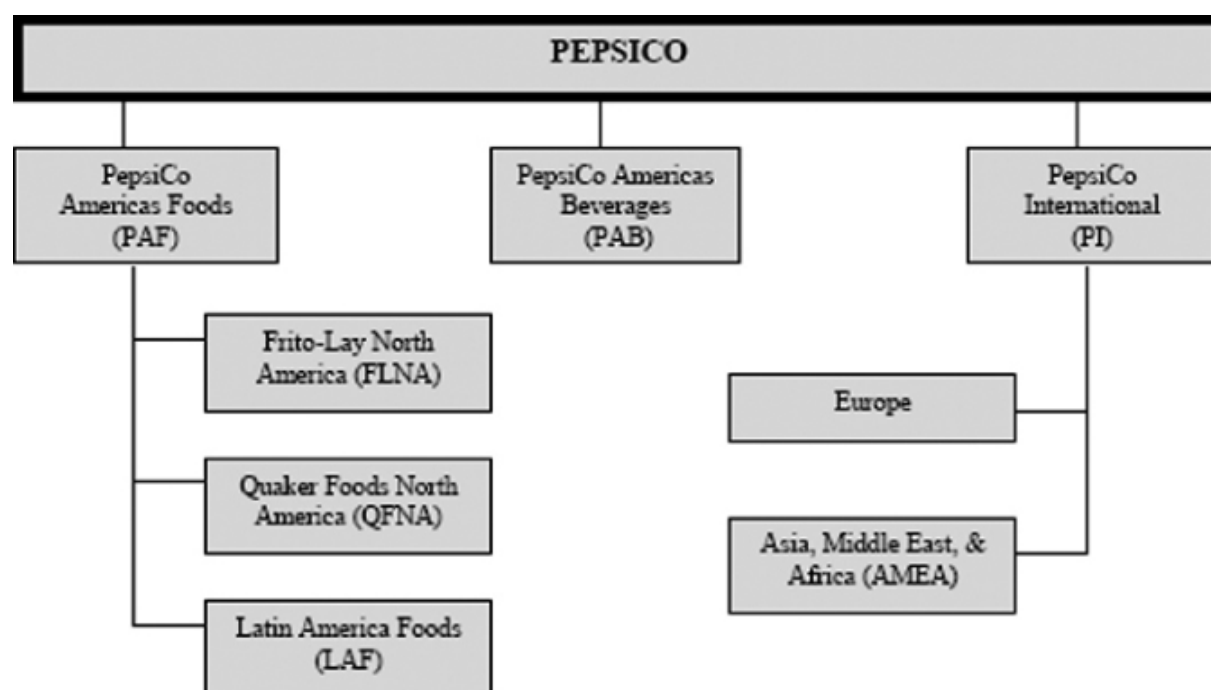 PEPSICO
PepsiCo
Americas Foods
(PAF)
PepsiCo Americas
Beverages
(PAB)
PepsiCo
International
(PI)
Frito-Lay North
America (FLNA)
Quaker Foods North
America (QFNA)
Latin America Foods
(LAF)
Europe
Asia, Middle East, &
Africa (AMEA)